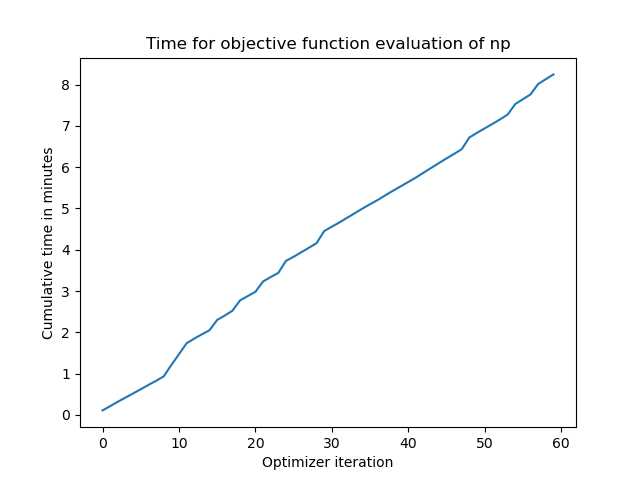 Time for objective function evaluation of np
Cumulative time in minutes
8
7
6
5
4
3
2
1
0
0 10 20 30 40 50 60
Optimizer iteration